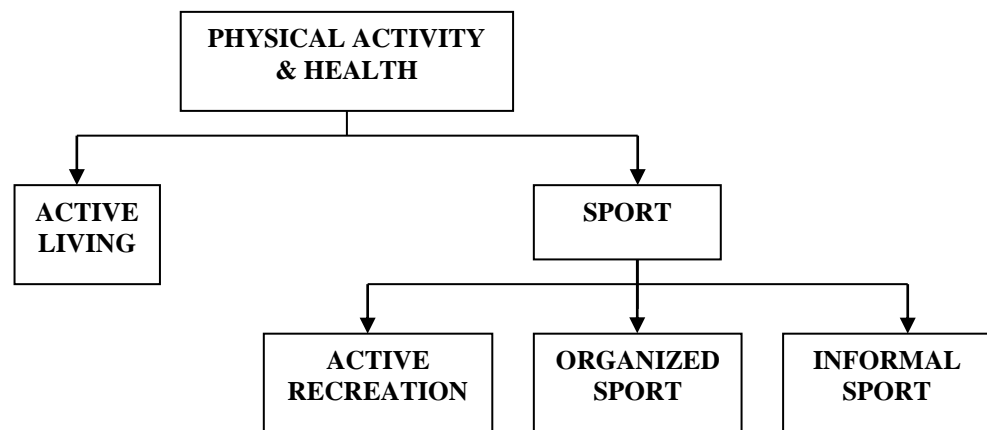 PHYSICAL ACTIVITY
& HEALTH
ACTIVE
LIVING
SPORT
ACTIVE
RECREATION
ORGANIZED
SPORT
INFORMAL
SPORT